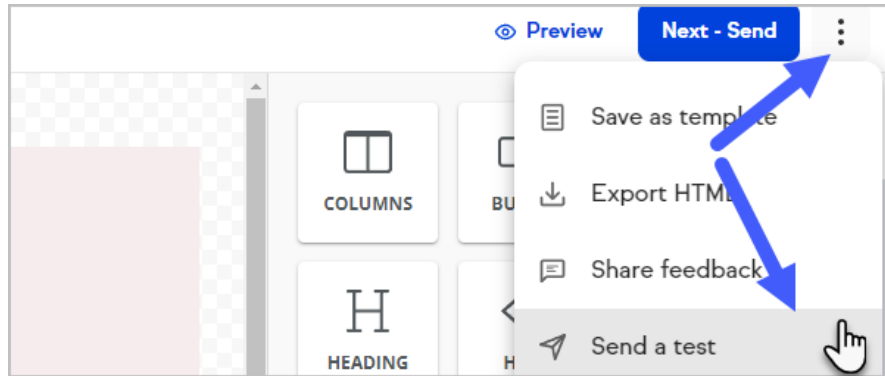 Preview
Next - Send
Save as template
Export HTML
Share feedback
Send a test
COLUMNS
HEADING